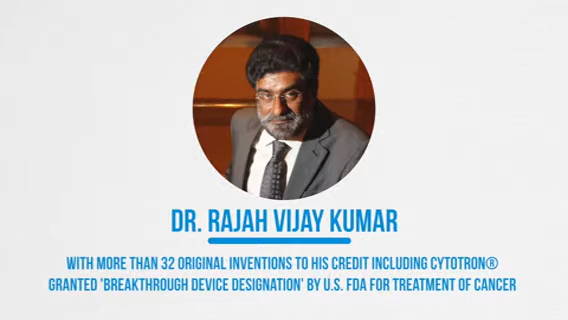 DR. RAJAH VIJAY KUMAR
WITH MORE THAN 32 ORIGINAL INVENTIONS TO HIS CREDIT INCLUDING CYTOTRON®
GRANTED 'BREAKTHROUGH DEVICE DESIGNATION' BY U.S. FDA FOR TREATMENT OF CANCER